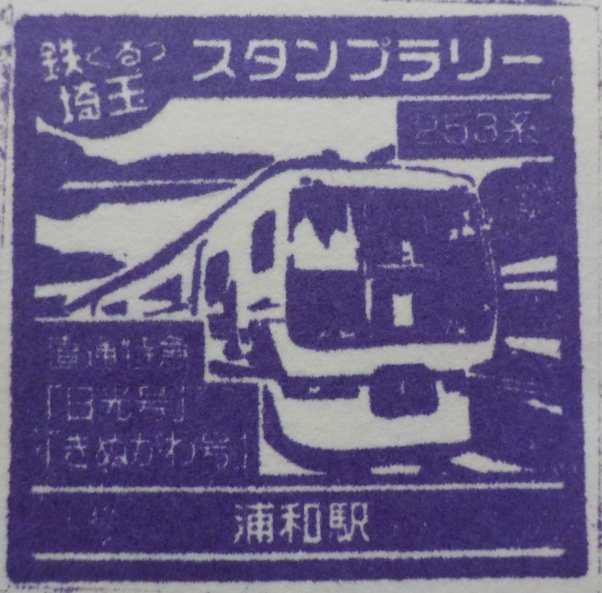 鉄くるっ
埼玉
スタンプラリー
253系
直通特急
「日光号」
「きぬがわ号」
浦和駅